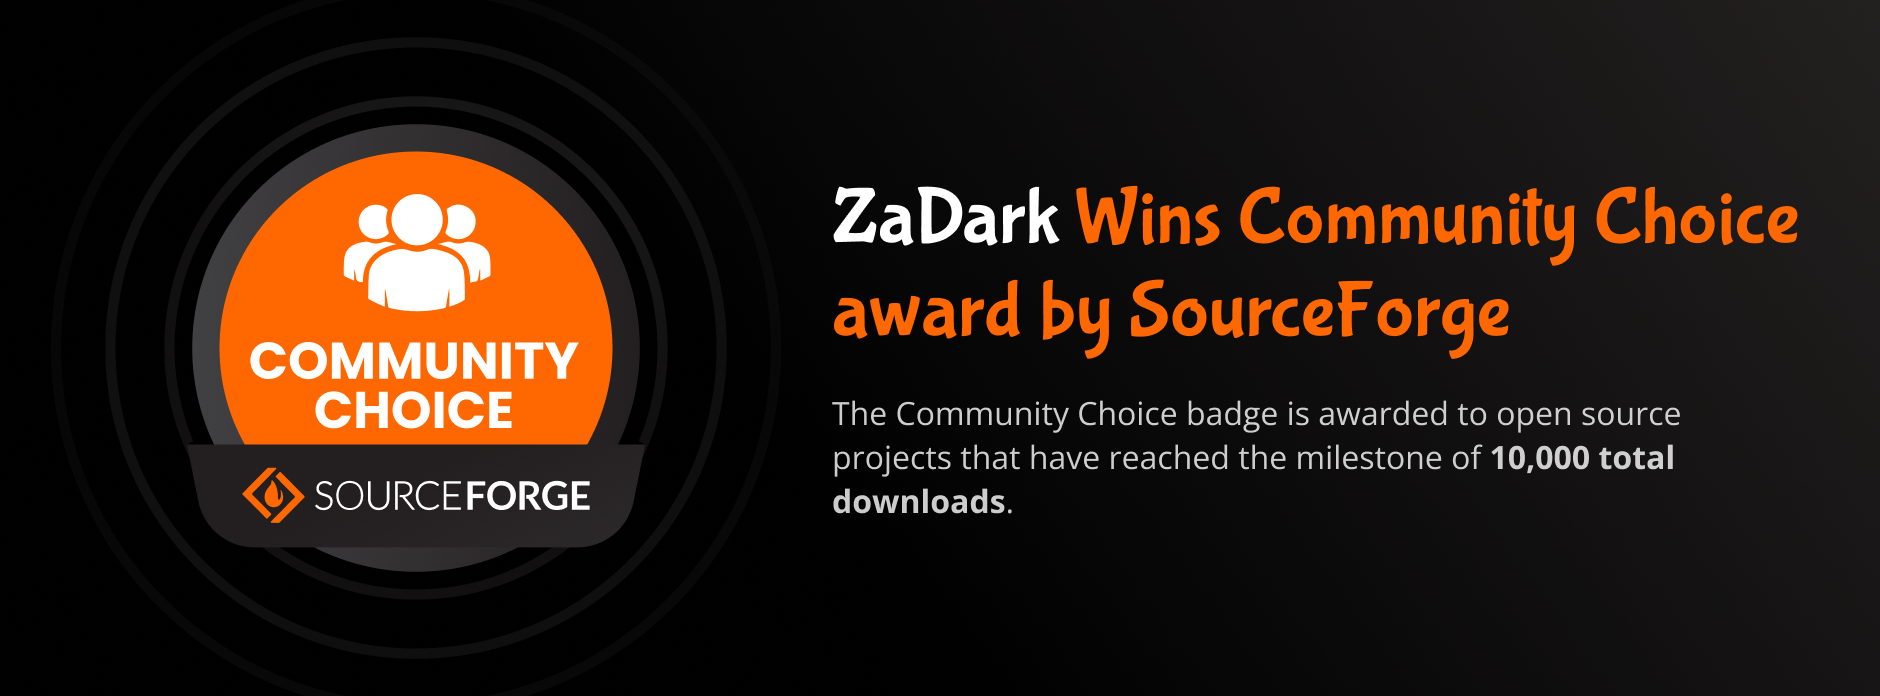 COMMUNITY
CHOICE
SOURCEFORGE
ZaDark Wins Community Choice
award by SourceForge
The Community Choice badge is awarded to open source
projects that have reached the milestone of 10,000 total
downloads.